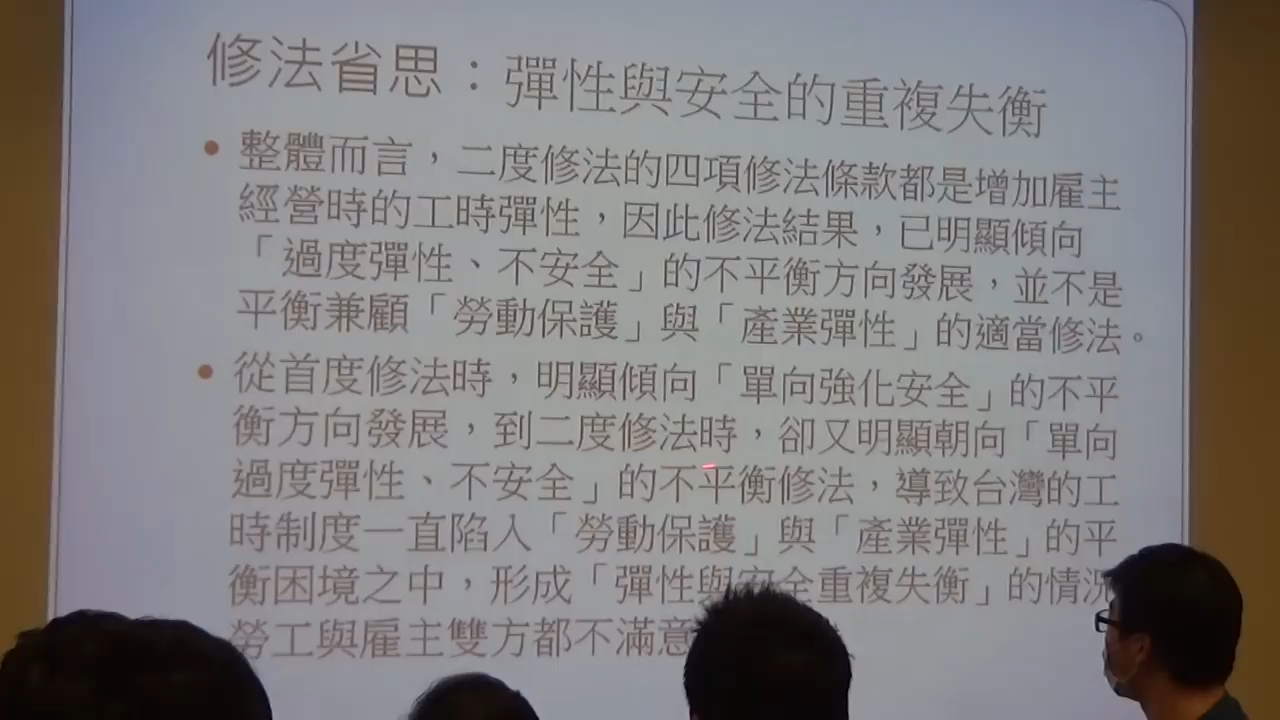 修法省思：彈性與安全的重複失衡
• 整體而言，二度修法的四項修法條款都是增加雇主
經營時的工時彈性，因此修法結果，已明顯傾向
「過度彈性、不安全」的不平衡方向發展，並不是
平衡兼顧「勞動保護」與「產業彈性」的適當修法。
• 從首度修法時，明顯傾向「單向強化安全」的不平
衡方向發展，到二度修法時，卻又明顯朝向「單向
過度彈性、不安全」的不平衡修法，導致台灣的工
時制度一直陷入「勞動保護」與「產業彈性」的平
衡困境之中，形成「彈性與安全重複失衡」的情況
勞工與雇主雙方都不滿意